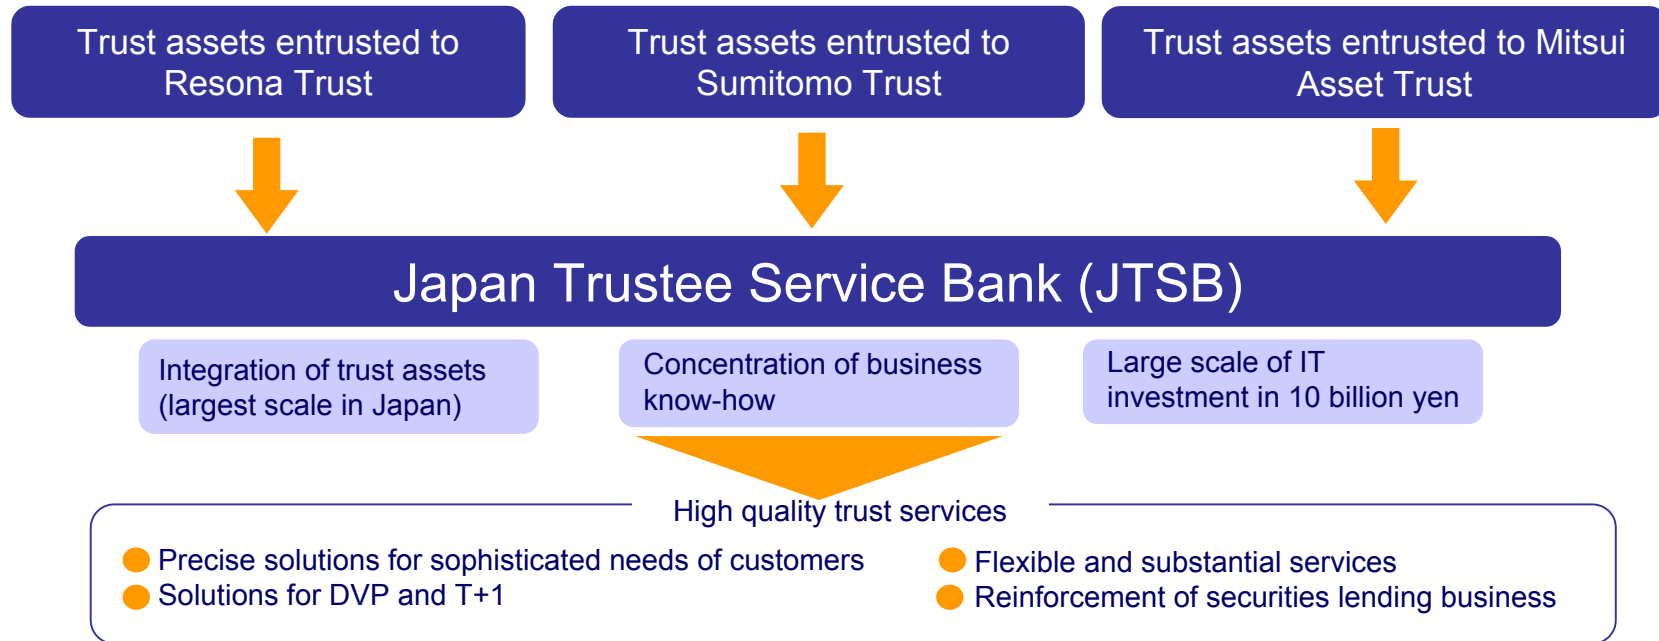 Trust assets entrusted to
Resona Trust
Trust assets entrusted to
Sumitomo Trust
Trust assets entrusted to Mitsui
Asset Trust
Japan Trustee Service Bank (JTSB)
Integration of trust assets
(largest scale in Japan)
Concentration of business
know-how
Large scale of IT
investment in 10 billion yen
High quality trust services
Precise solutions for sophisticated needs of customers
Solutions for DVP and T+1
Flexible and substantial services
Reinforcement of securities lending business